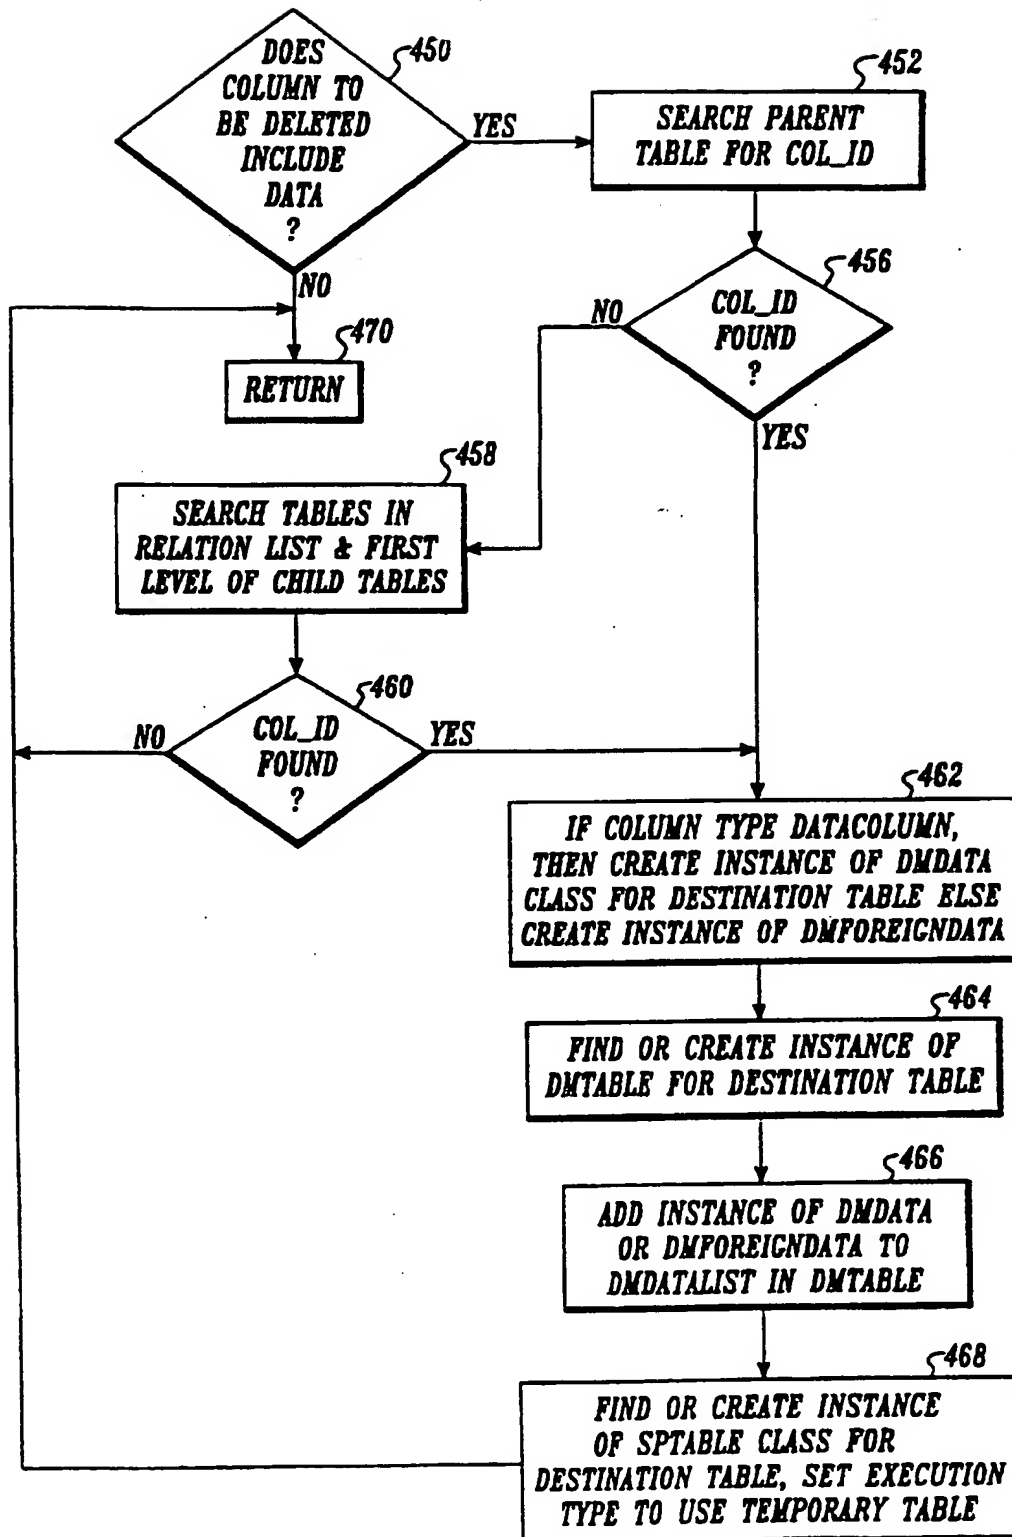 DOES
COLUMN TO
BE DELETED
INCLUDE
DATA
?
450
YES
NO
452
SEARCH PARENT
TABLE FOR COL_ID
456
COL_ID
FOUND
?
NO
YES
470
RETURN
458
SEARCH TABLES IN
RELATION LIST & FIRST
LEVEL OF CHILD TABLES
460
COL_ID
FOUND
?
NO
YES
462
IF COLUMN TYPE DATACOLUMN,
THEN CREATE INSTANCE OF DMDATA
CLASS FOR DESTINATION TABLE ELSE
CREATE INSTANCE OF DMFOREIGNDATA
464
FIND OR CREATE INSTANCE OF
DMTABLE FOR DESTINATION TABLE
466
ADD INSTANCE OF DMDATA
OR DMFOREIGNDATA TO
DMDATALIST IN DMTABLE
468
FIND OR CREATE INSTANCE
OF SPTABLE CLASS FOR
DESTINATION TABLE, SET EXECUTION
TYPE TO USE TEMPORARY TABLE